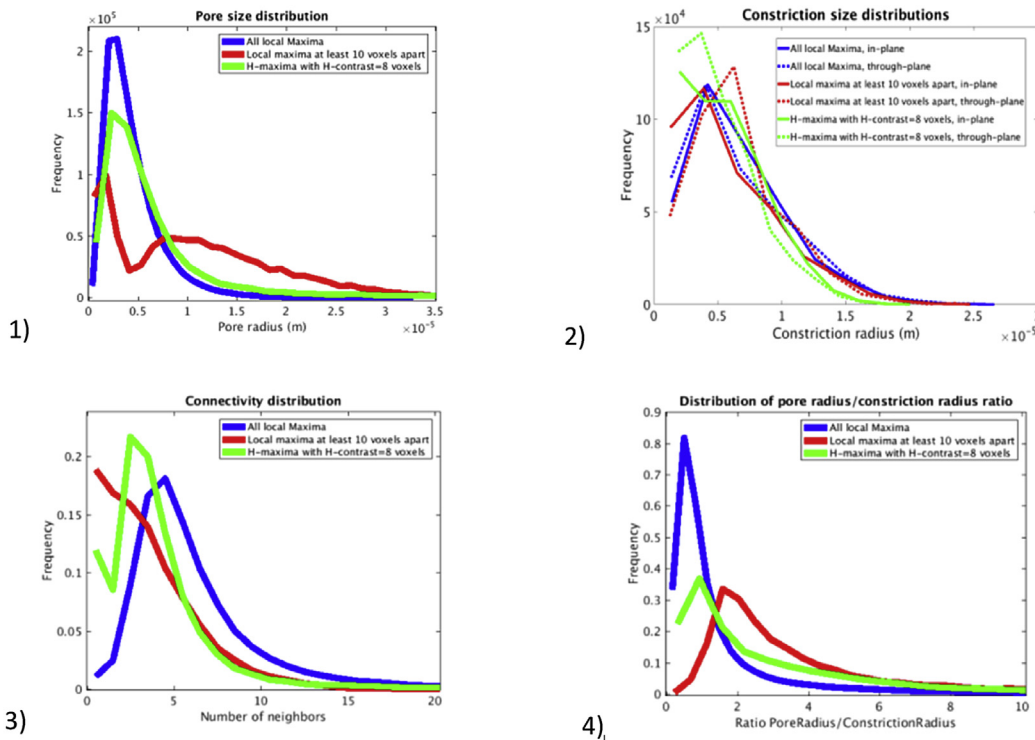 Pore size distribution
×10^5
2
1.5
1
0.5
0
Frequency
All local Maxima
Local maxima at least 10 voxels apart
H-maxima with H-contrast=8 voxels
0 0.5 1 1.5 2 2.5 3 3.5
Pore radius (m)
×10^-5
1)
Constriction size distributions
15 ×10^4
10
5
0
Frequency
All local Maxima, in-plane
All local Maxima, through-plane
Local maxima at least 10 voxels apart, in-plane
Local maxima at least 10 voxels apart, through-plane
H-maxima with H-contrast=8 voxels, in-plane
H-maxima with H-contrast=8 voxels, through-plane
0 0.5 1 1.5 2 2.5
Constriction radius (m)
×10^-5
2)
Connectivity distribution
0.2
0.15
0.1
0.05
0
Frequency
All local Maxima
Local maxima at least 10 voxels apart
H-maxima with H-contrast=8 voxels
0 5 10 15 20
Number of neighbors
3)
Distribution of pore radius/constriction radius ratio
0.9
0.8
0.7
0.6
0.5
0.4
0.3
0.2
0.1
0
Frequency
All local Maxima
Local maxima at least 10 voxels apart
H-maxima with H-contrast=8 voxels
0 2 4 6 8 10
Ratio PoreRadius/ConstrictionRadius
4)